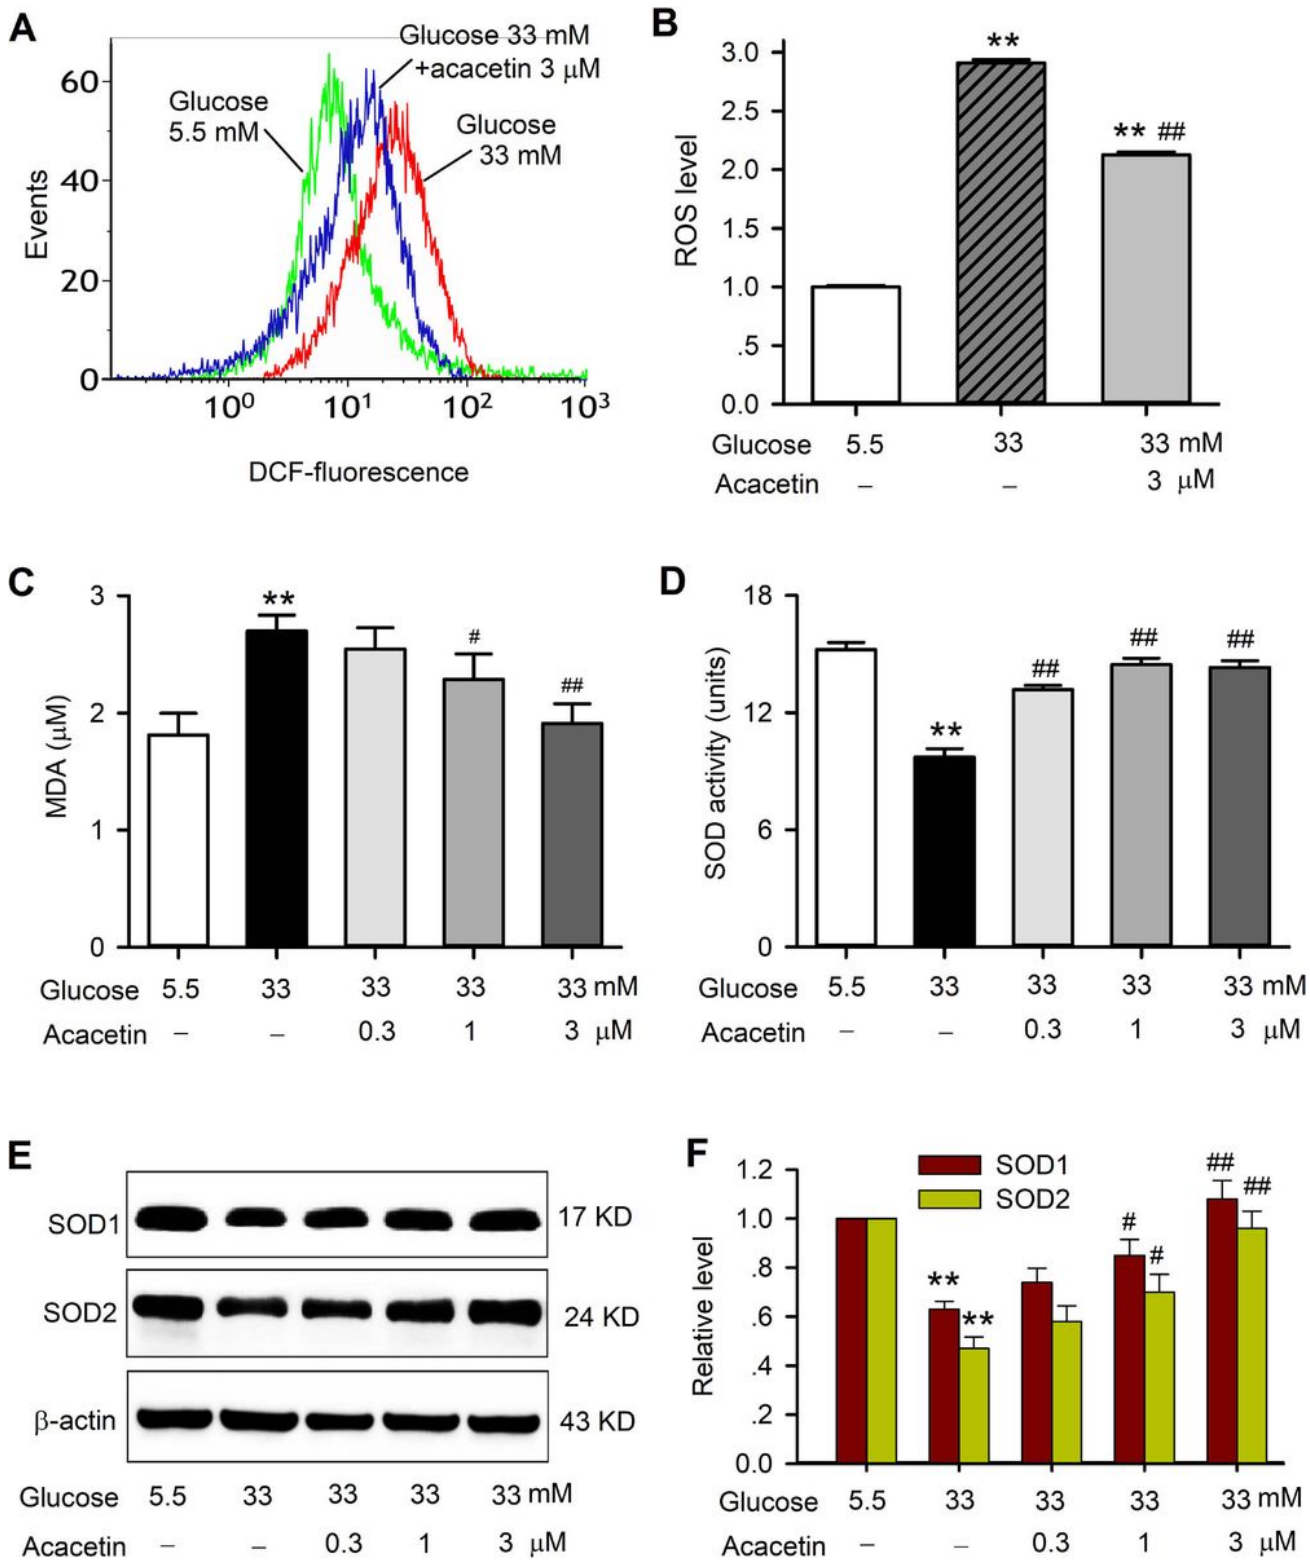 A
Glucose 33 mM
+acacetin 3 μM
Glucose
5.5 mM
Glucose
33 mM
60
40
20
0
Events
10⁰ 10¹ 10² 10³
DCF-fluorescence
B
3.0
2.5
2.0
1.5
1.0
.5
0.0
ROS level
**
** ##
Glucose 5.5 33 33 mM
Acacetin – – 3 μM
C
3
2
1
0
MDA (μM)
**
#
##
Glucose 5.5 33 33 33 33 mM
Acacetin – – 0.3 1 3 μM
D
18
12
6
0
SOD activity (units)
**
##
##
##
Glucose 5.5 33 33 33 33 mM
Acacetin – – 0.3 1 3 μM
E
SOD1 17 KD
SOD2 24 KD
β-actin 43 KD
Glucose 5.5 33 33 33 33 mM
Acacetin – – 0.3 1 3 μM
F
SOD1
SOD2
1.2
1.0
.8
.6
.4
.2
0.0
Relative level
**
**
#
#
##
##
Glucose 5.5 33 33 33 33 mM
Acacetin – – 0.3 1 3 μM